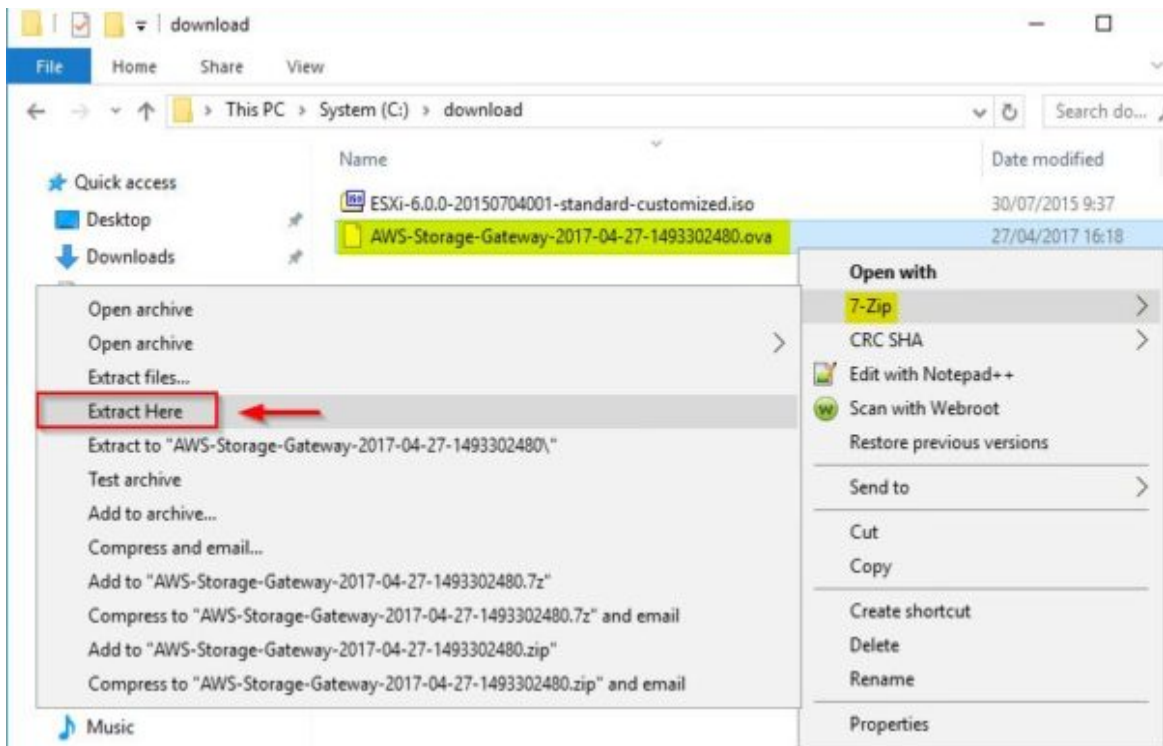 download
File Home Share View
This PC > System (C:) > download
Search do...
Name Date modified
Quick access
Desktop
Downloads
ESXi-6.0.0-20150704001-standard-customized.iso 30/07/2015 9:37
AWS-Storage-Gateway-2017-04-27-1493302480.ova 27/04/2017 16:18
Open archive
Open archive
Extract files...
Extract Here
Extract to "AWS-Storage-Gateway-2017-04-27-1493302480\"
Test archive
Add to archive...
Compress and email...
Add to "AWS-Storage-Gateway-2017-04-27-1493302480.7z"
Compress to "AWS-Storage-Gateway-2017-04-27-1493302480.7z" and email
Add to "AWS-Storage-Gateway-2017-04-27-1493302480.zip"
Compress to "AWS-Storage-Gateway-2017-04-27-1493302480.zip" and email
Music
Open with
7-Zip
CRC SHA
Edit with Notepad++
Scan with Webroot
Restore previous versions
Send to
Cut
Copy
Create shortcut
Delete
Rename
Properties